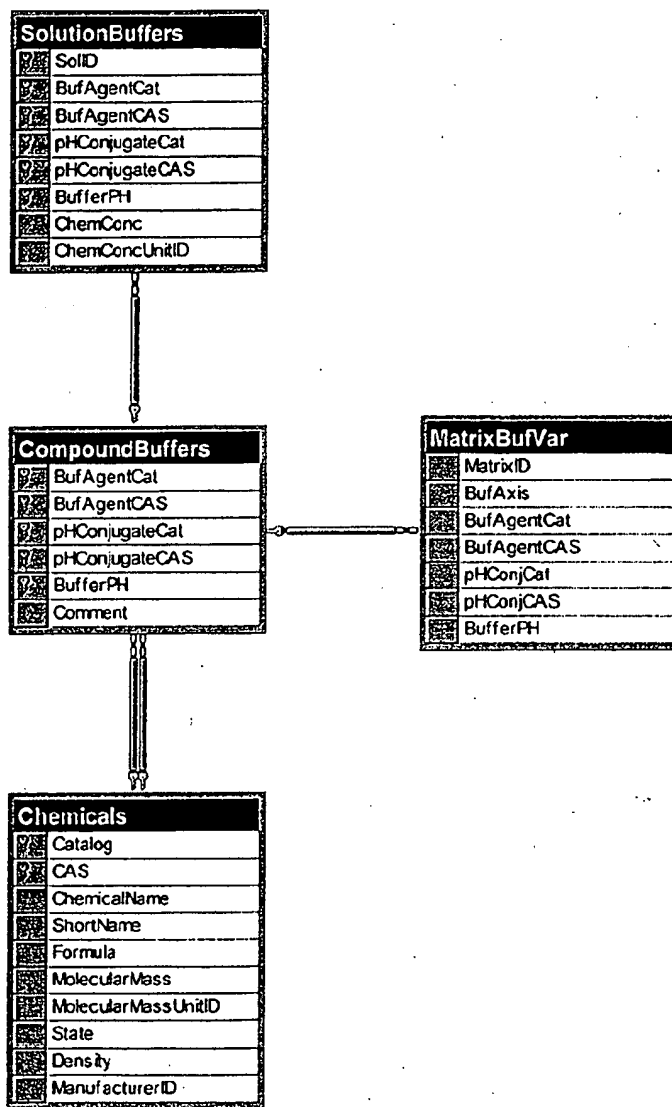 SolutionBuffers
SolID
BufAgentCat
BufAgentCAS
pHConjugateCat
pHConjugateCAS
BufferPH
ChemConc
ChemConcUnitID
CompoundBuffers
BufAgentCat
BufAgentCAS
pHConjugateCat
pHConjugateCAS
BufferPH
Comment
MatrixBufVar
MatrixID
BufAxis
BufAgentCat
BufAgentCAS
pHConjCat
pHConjCAS
BufferPH
Chemicals
Catalog
CAS
ChemicalName
ShortName
Formula
MolecularMass
MolecularMassUnitID
State
Density
ManufacturerID